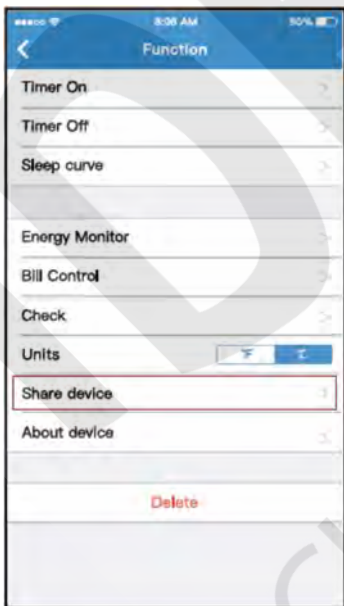 8:08 AM 50%
Function
Timer On
Timer Off
Sleep curve
Energy Monitor
Bill Control
Check
Units °F °C
Share device
About device
Delete